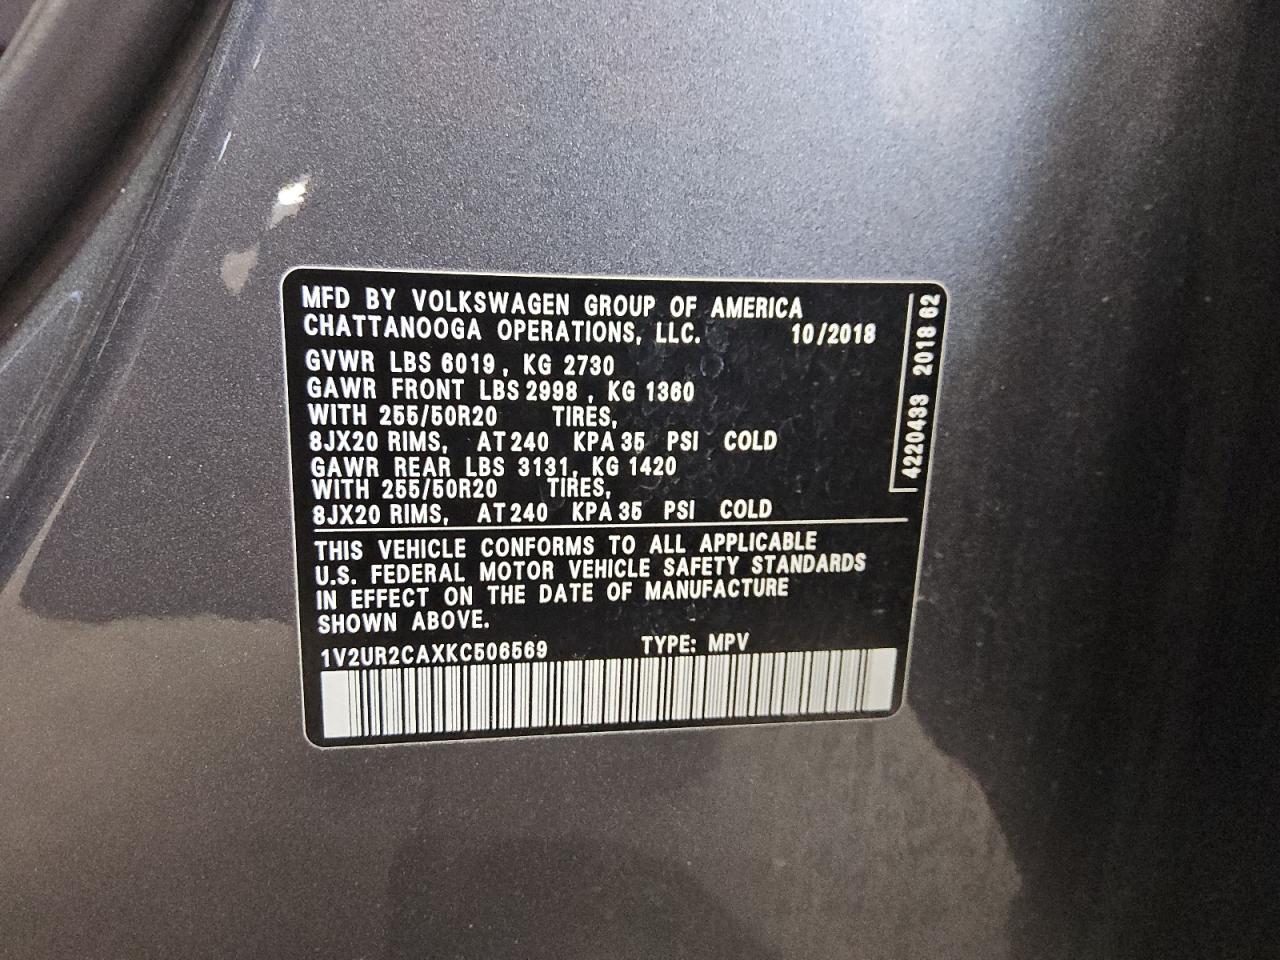 MFD BY VOLKSWAGEN GROUP OF AMERICA
CHATTANOOGA OPERATIONS, LLC. 10/2018
GVWR LBS 6019, KG 2730
GAWR FRONT LBS 2998, KG 1360
WITH 255/50R20 TIRES,
8JX20 RIMS, AT 240 KPA 35 PSI COLD
GAWR REAR LBS 3131, KG 1420
WITH 255/50R20 TIRES,
8JX20 RIMS, AT 240 KPA 35 PSI COLD
THIS VEHICLE CONFORMS TO ALL APPLICABLE
U.S. FEDERAL MOTOR VEHICLE SAFETY STANDARDS
IN EFFECT ON THE DATE OF MANUFACTURE
SHOWN ABOVE.
1V2UR2CAXKC506569 TYPE: MPV
4220433 2018 62